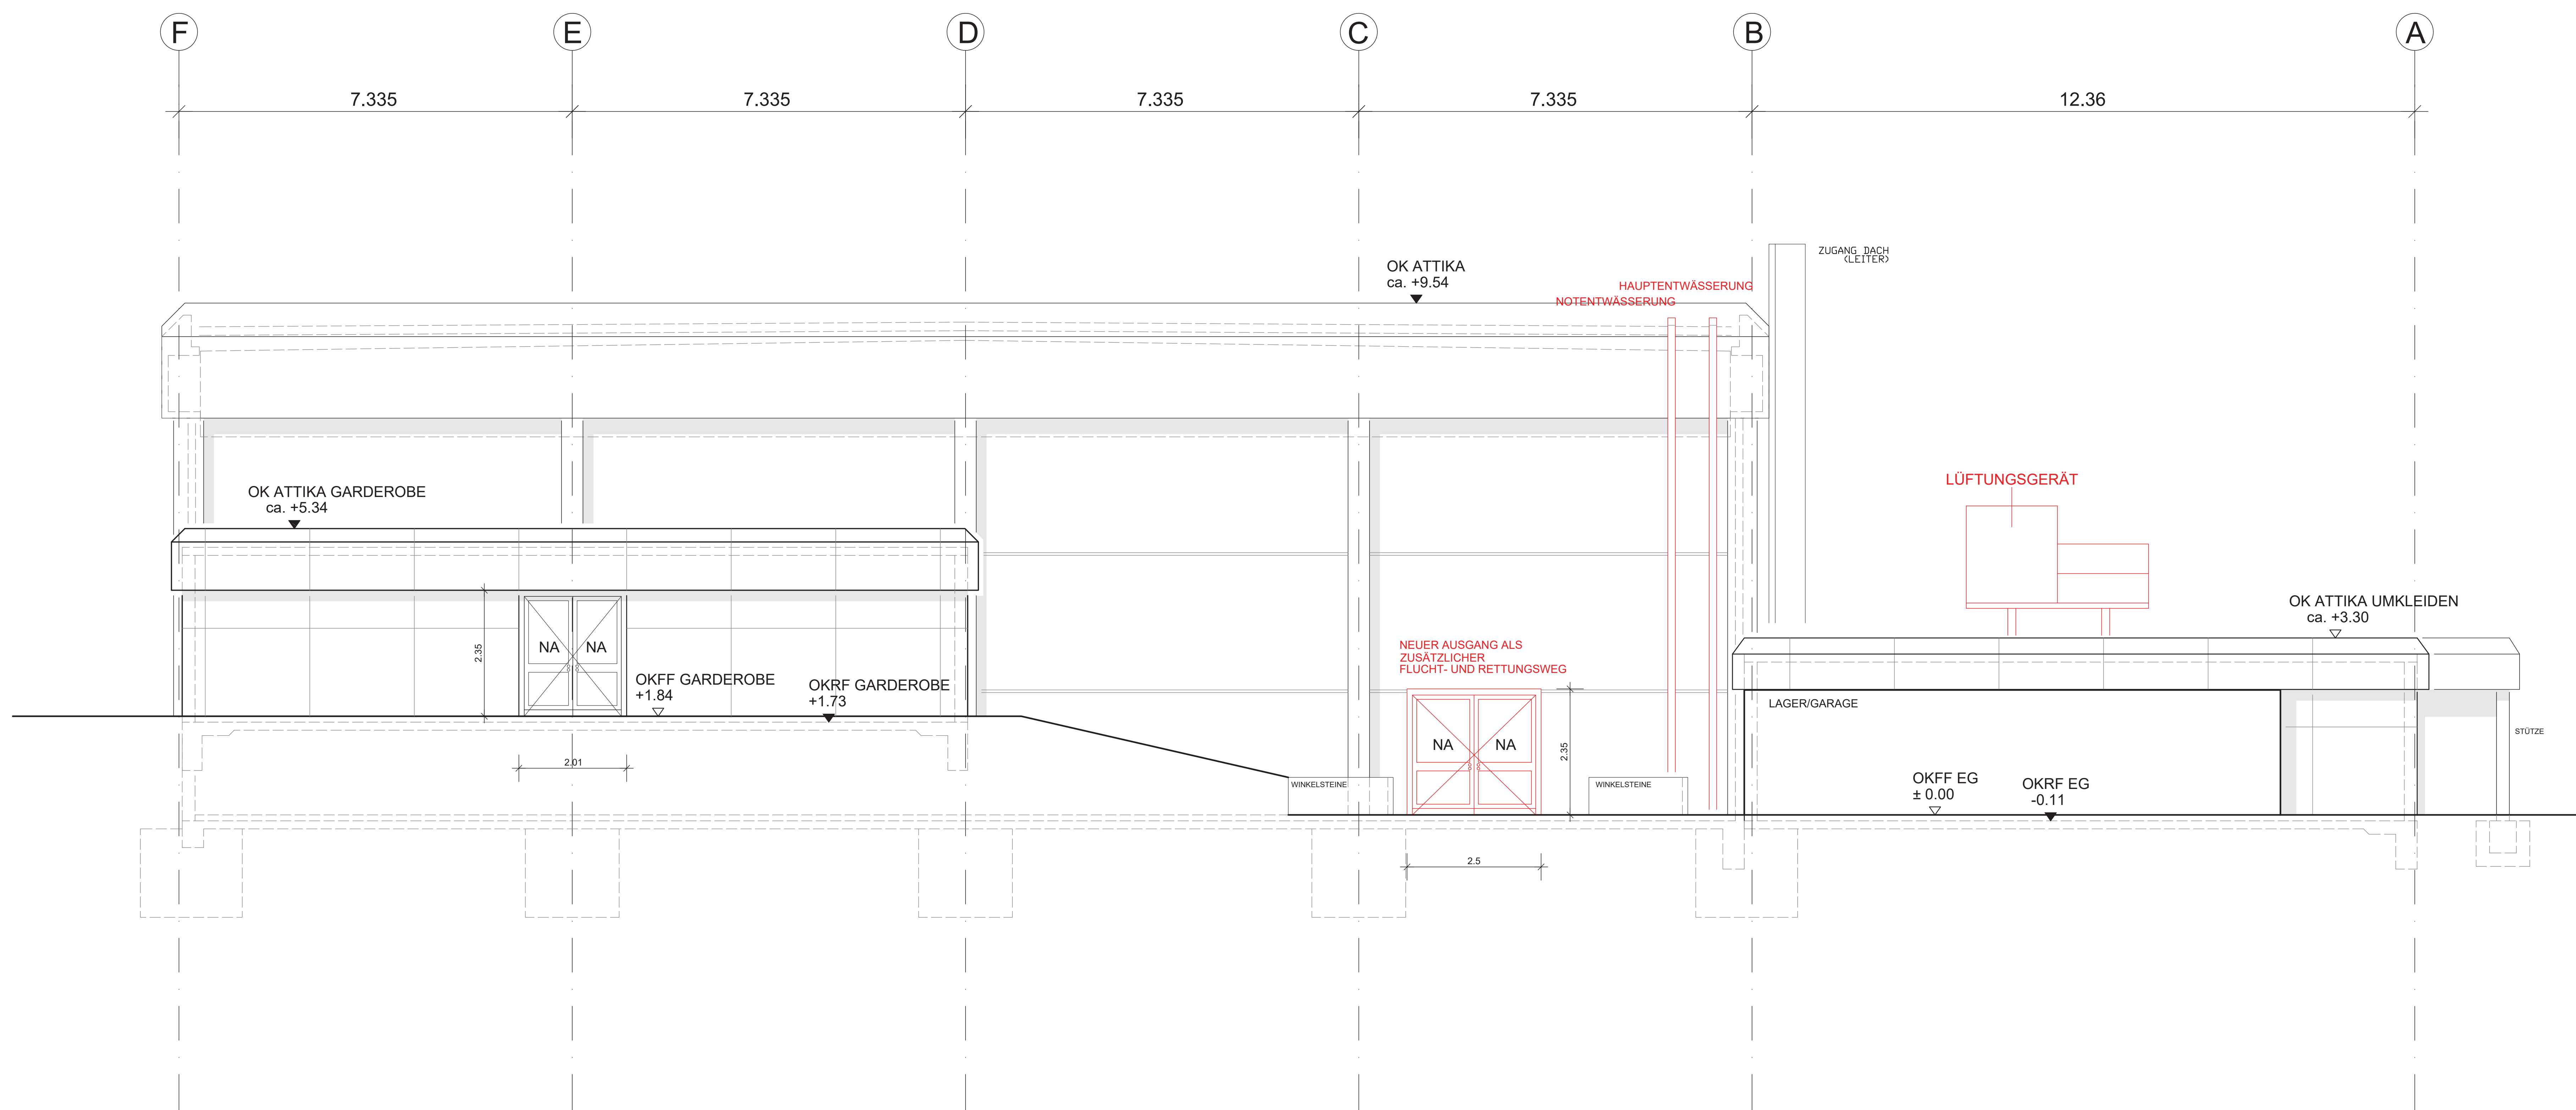 F E D C B A
7.335 7.335 7.335 7.335 12.36
ZUGANG DACH
(LEITER)
OK ATTIKA
ca. +9.54
HAUPTENTWÄSSERUNG
NOTENTWÄSSERUNG
LÜFTUNGSGERÄT
OK ATTIKA GARDEROBE
ca. +5.34
OK ATTIKA UMKLEIDEN
ca. +3.30
NEUER AUSGANG ALS
ZUSÄTZLICHER
FLUCHT- UND RETTUNGSWEG
2.35
NA NA
OKFF GARDEROBE
+1.84
OKRF GARDEROBE
+1.73
LAGER/GARAGE
STÜTZE
NA NA
2.35
2.01
WINKELSTEINE
WINKELSTEINE
OKFF EG
± 0.00
OKRF EG
-0.11
2.5